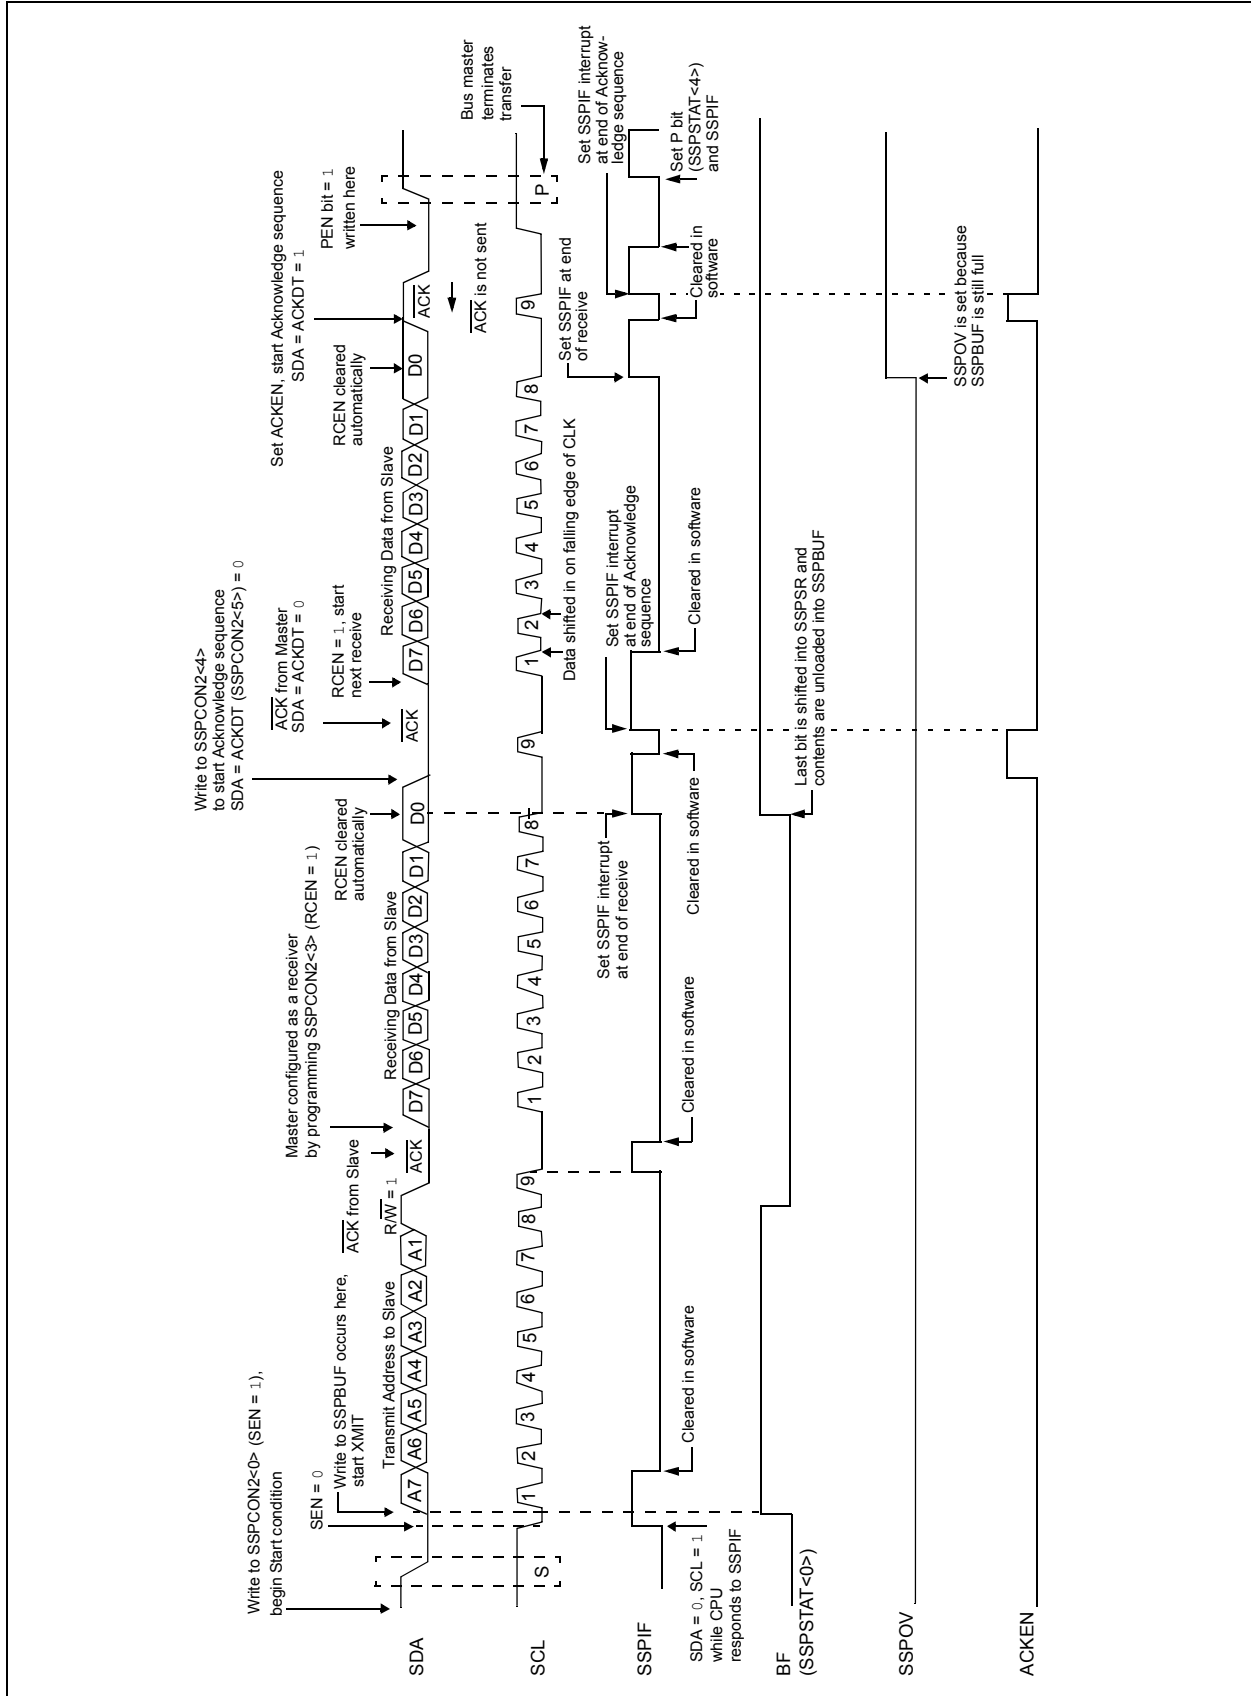 Write to SSPCON2<0> (SEN = 1),
begin Start condition
SEN = 0
Write to SSPBUF occurs here,
start XMIT
Transmit Address to Slave
R/W = 1
ACK from Slave
Master configured as a receiver
by programming SSPCON2<3> (RCEN = 1)
Receiving Data from Slave
RCEN cleared
automatically
Write to SSPCON2<4>
to start Acknowledge sequence
SDA = ACKDT (SSPCON2<5>) = 0
ACK from Master
SDA = ACKDT = 0
RCEN = 1, start
next receive
Receiving Data from Slave
RCEN cleared
automatically
Set ACKEN, start Acknowledge sequence
SDA = ACKDT = 1
PEN bit = 1
written here
SDA
A7 A6 A5 A4 A3 A2 A1
ACK
D7 D6 D5 D4 D3 D2 D1 D0
ACK
D7 D6 D5 D4 D3 D2 D1 D0
ACK
ACK is not sent
Bus master
terminates
transfer
SCL
S
1 2 3 4 5 6 7 8 9
1 2 3 4 5 6 7 8
9
1 2 3 4 5 6 7 8
9
P
Data shifted in on falling edge of CLK
Set SSPIF interrupt
at end of receive
Set SSPIF interrupt
at end of Acknowledge
sequence
Set SSPIF at end
of receive
Set SSPIF interrupt
at end of Acknow-
ledge sequence
SSPIF
SDA = 0, SCL = 1
while CPU
responds to SSPIF
Cleared in software
Cleared in software
Cleared in software
Cleared in software
Cleared in
software
Set P bit
(SSPSTAT<4>)
and SSPIF
BF
(SSPSTAT<0>)
Last bit is shifted into SSPSR and
contents are unloaded into SSPBUF
SSPOV
SSPOV is set because
SSPBUF is still full
ACKEN